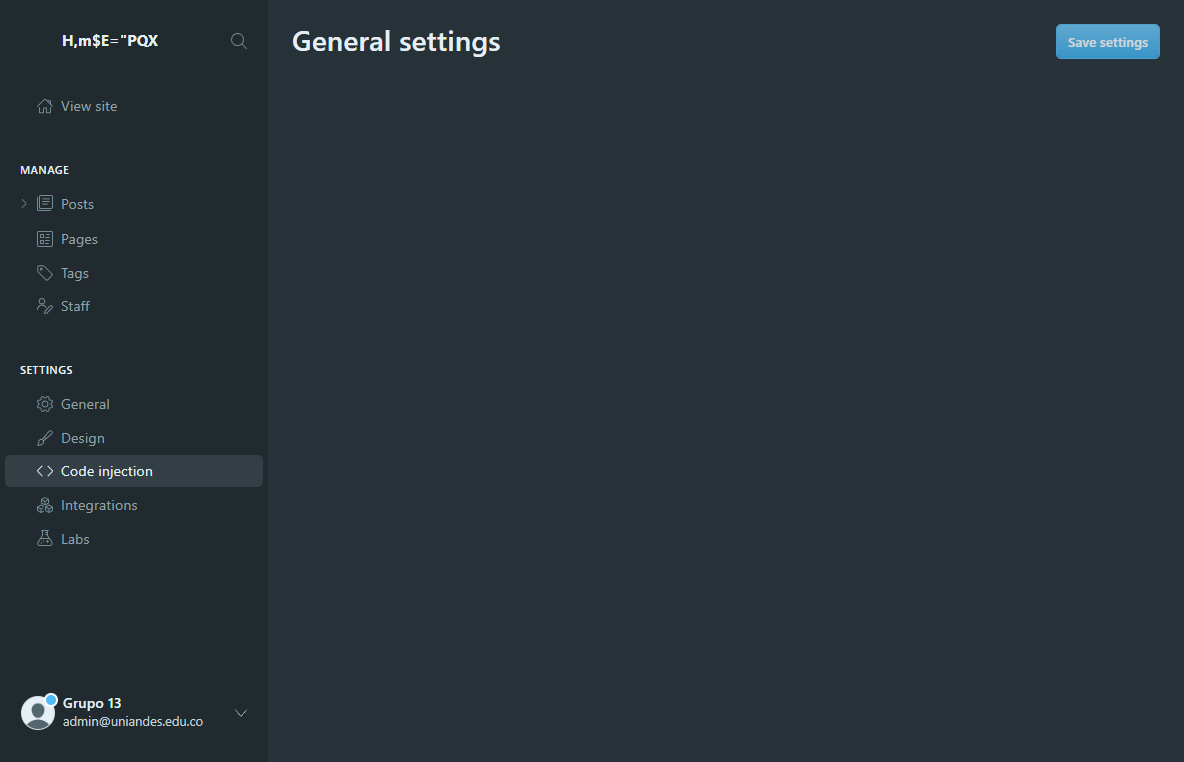 H,m$E="PQX
General settings
Save settings
View site
MANAGE
Posts
Pages
Tags
Staff
SETTINGS
General
Design
Code injection
Integrations
Labs
Grupo 13
admin@uniandes.edu.co